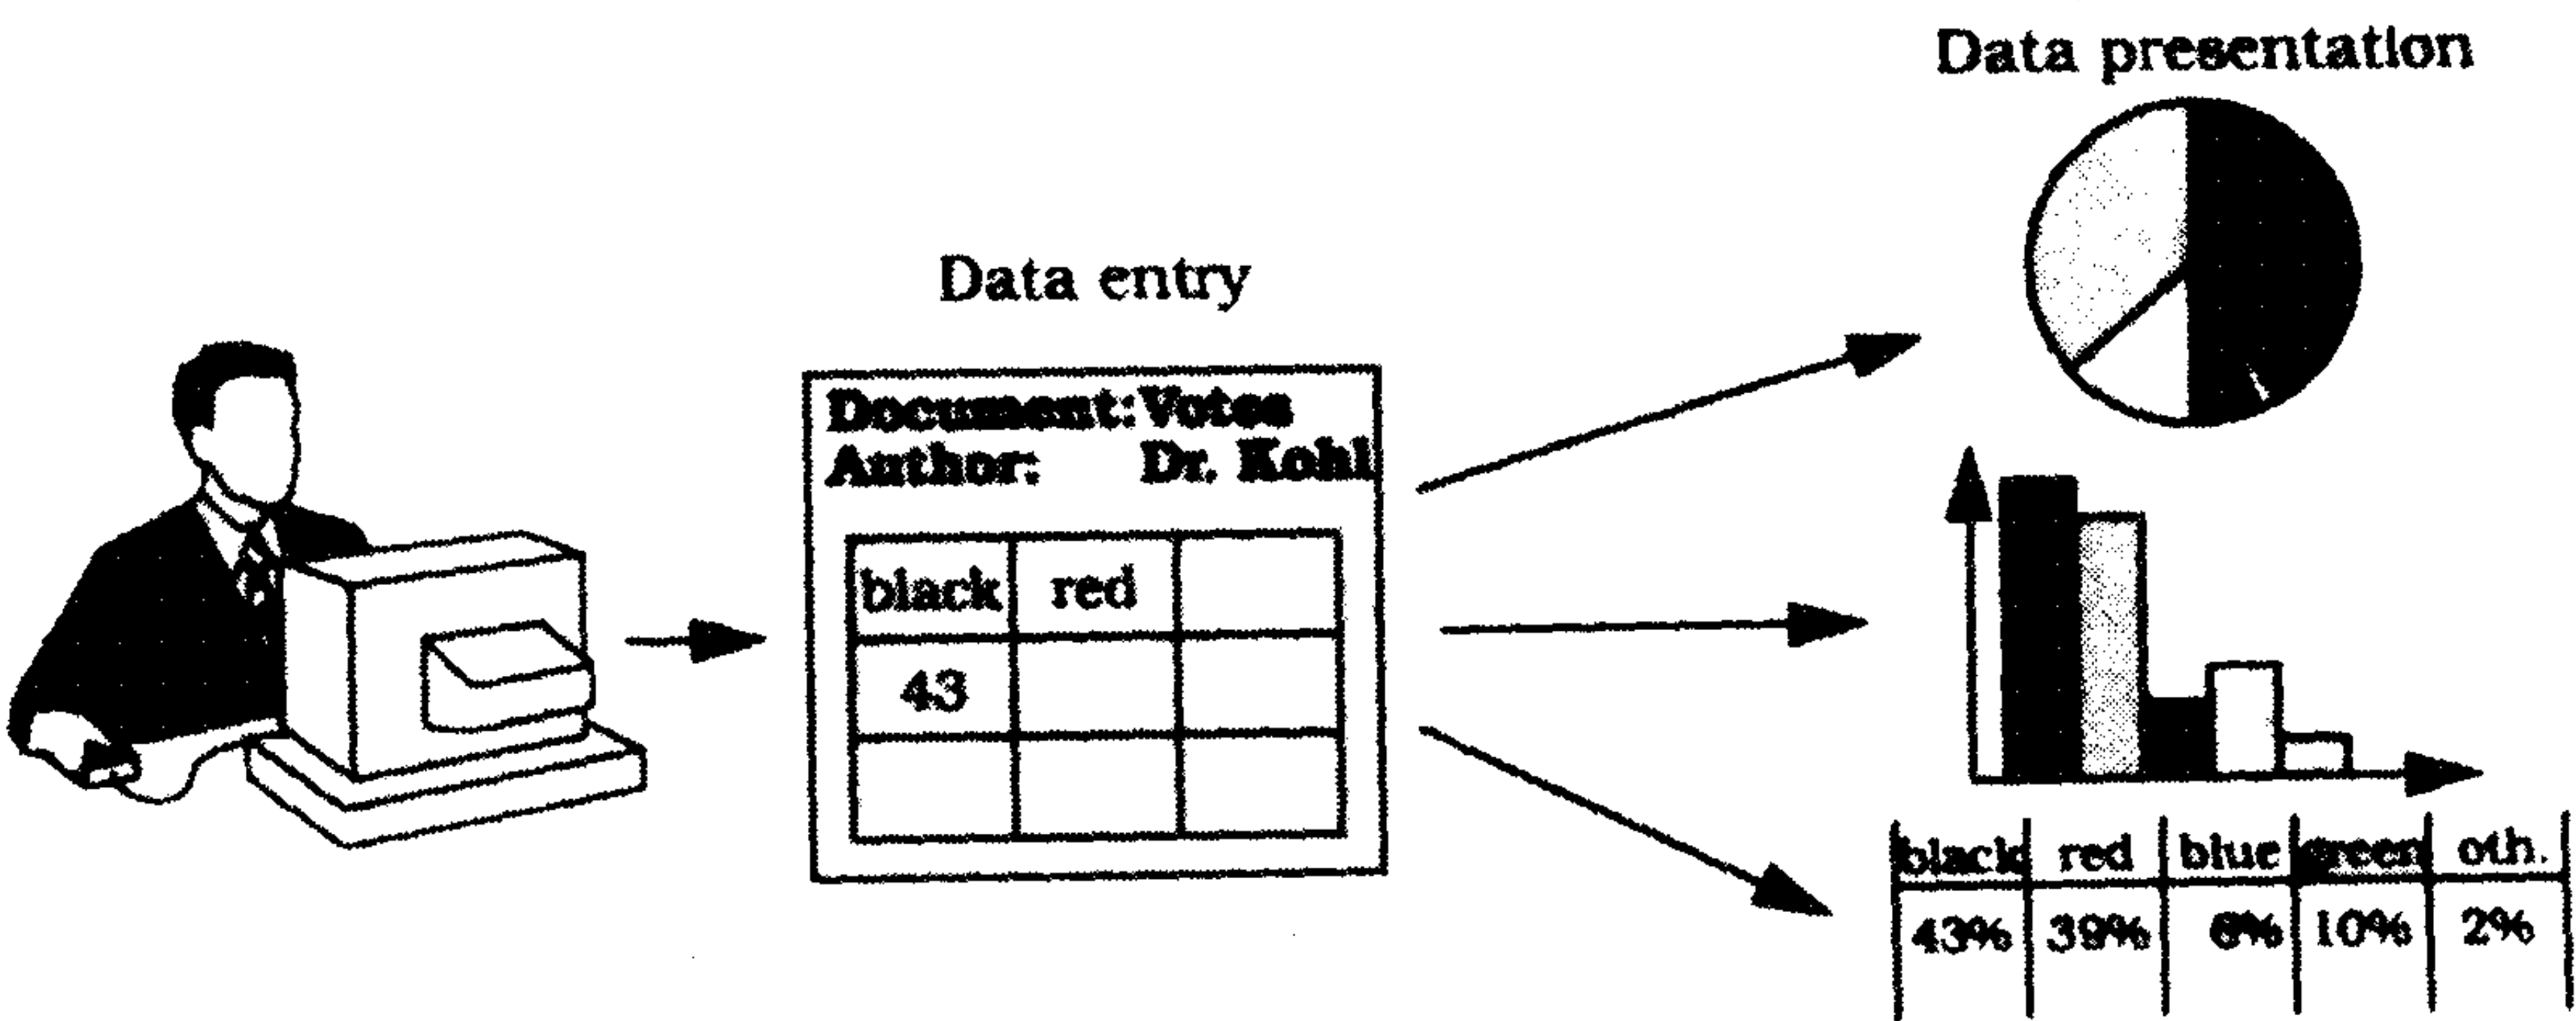 Data presentation
Data entry
Document: Votes
Author: Dr. Kohl
black red
43
black red blue green oth.
43% 39% 6% 10% 2%